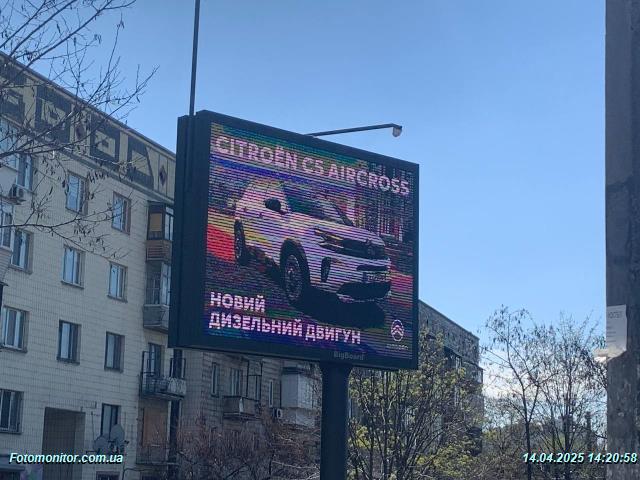 CITROËN C5 AIRCROSS
НОВИЙ
ДИЗЕЛЬНИЙ ДВИГУН
BigBoard
Fotomonitor.com.ua
14.04.2025 14:20:58